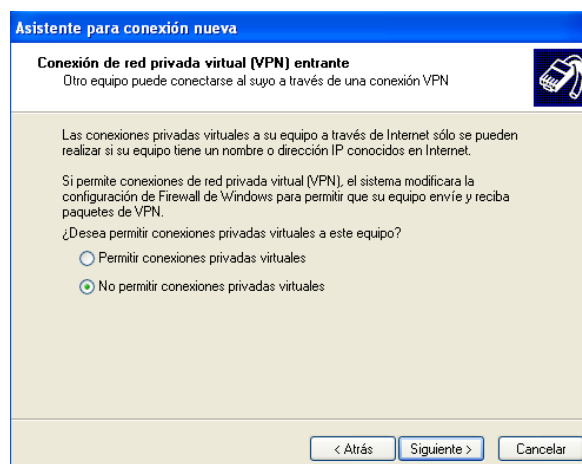 Asistente para conexión nueva
Conexión de red privada virtual (VPN) entrante
Otro equipo puede conectarse al suyo a través de una conexión VPN
Las conexiones privadas virtuales a su equipo a través de Internet sólo se pueden
realizar si su equipo tiene un nombre o dirección IP conocidos en Internet.
Si permite conexiones de red privada virtual (VPN), el sistema modificara la
configuración de Firewall de Windows para permitir que su equipo envíe y reciba
paquetes de VPN.
¿Desea permitir conexiones privadas virtuales a este equipo?
Permitir conexiones privadas virtuales
No permitir conexiones privadas virtuales
< Atrás Siguiente > Cancelar